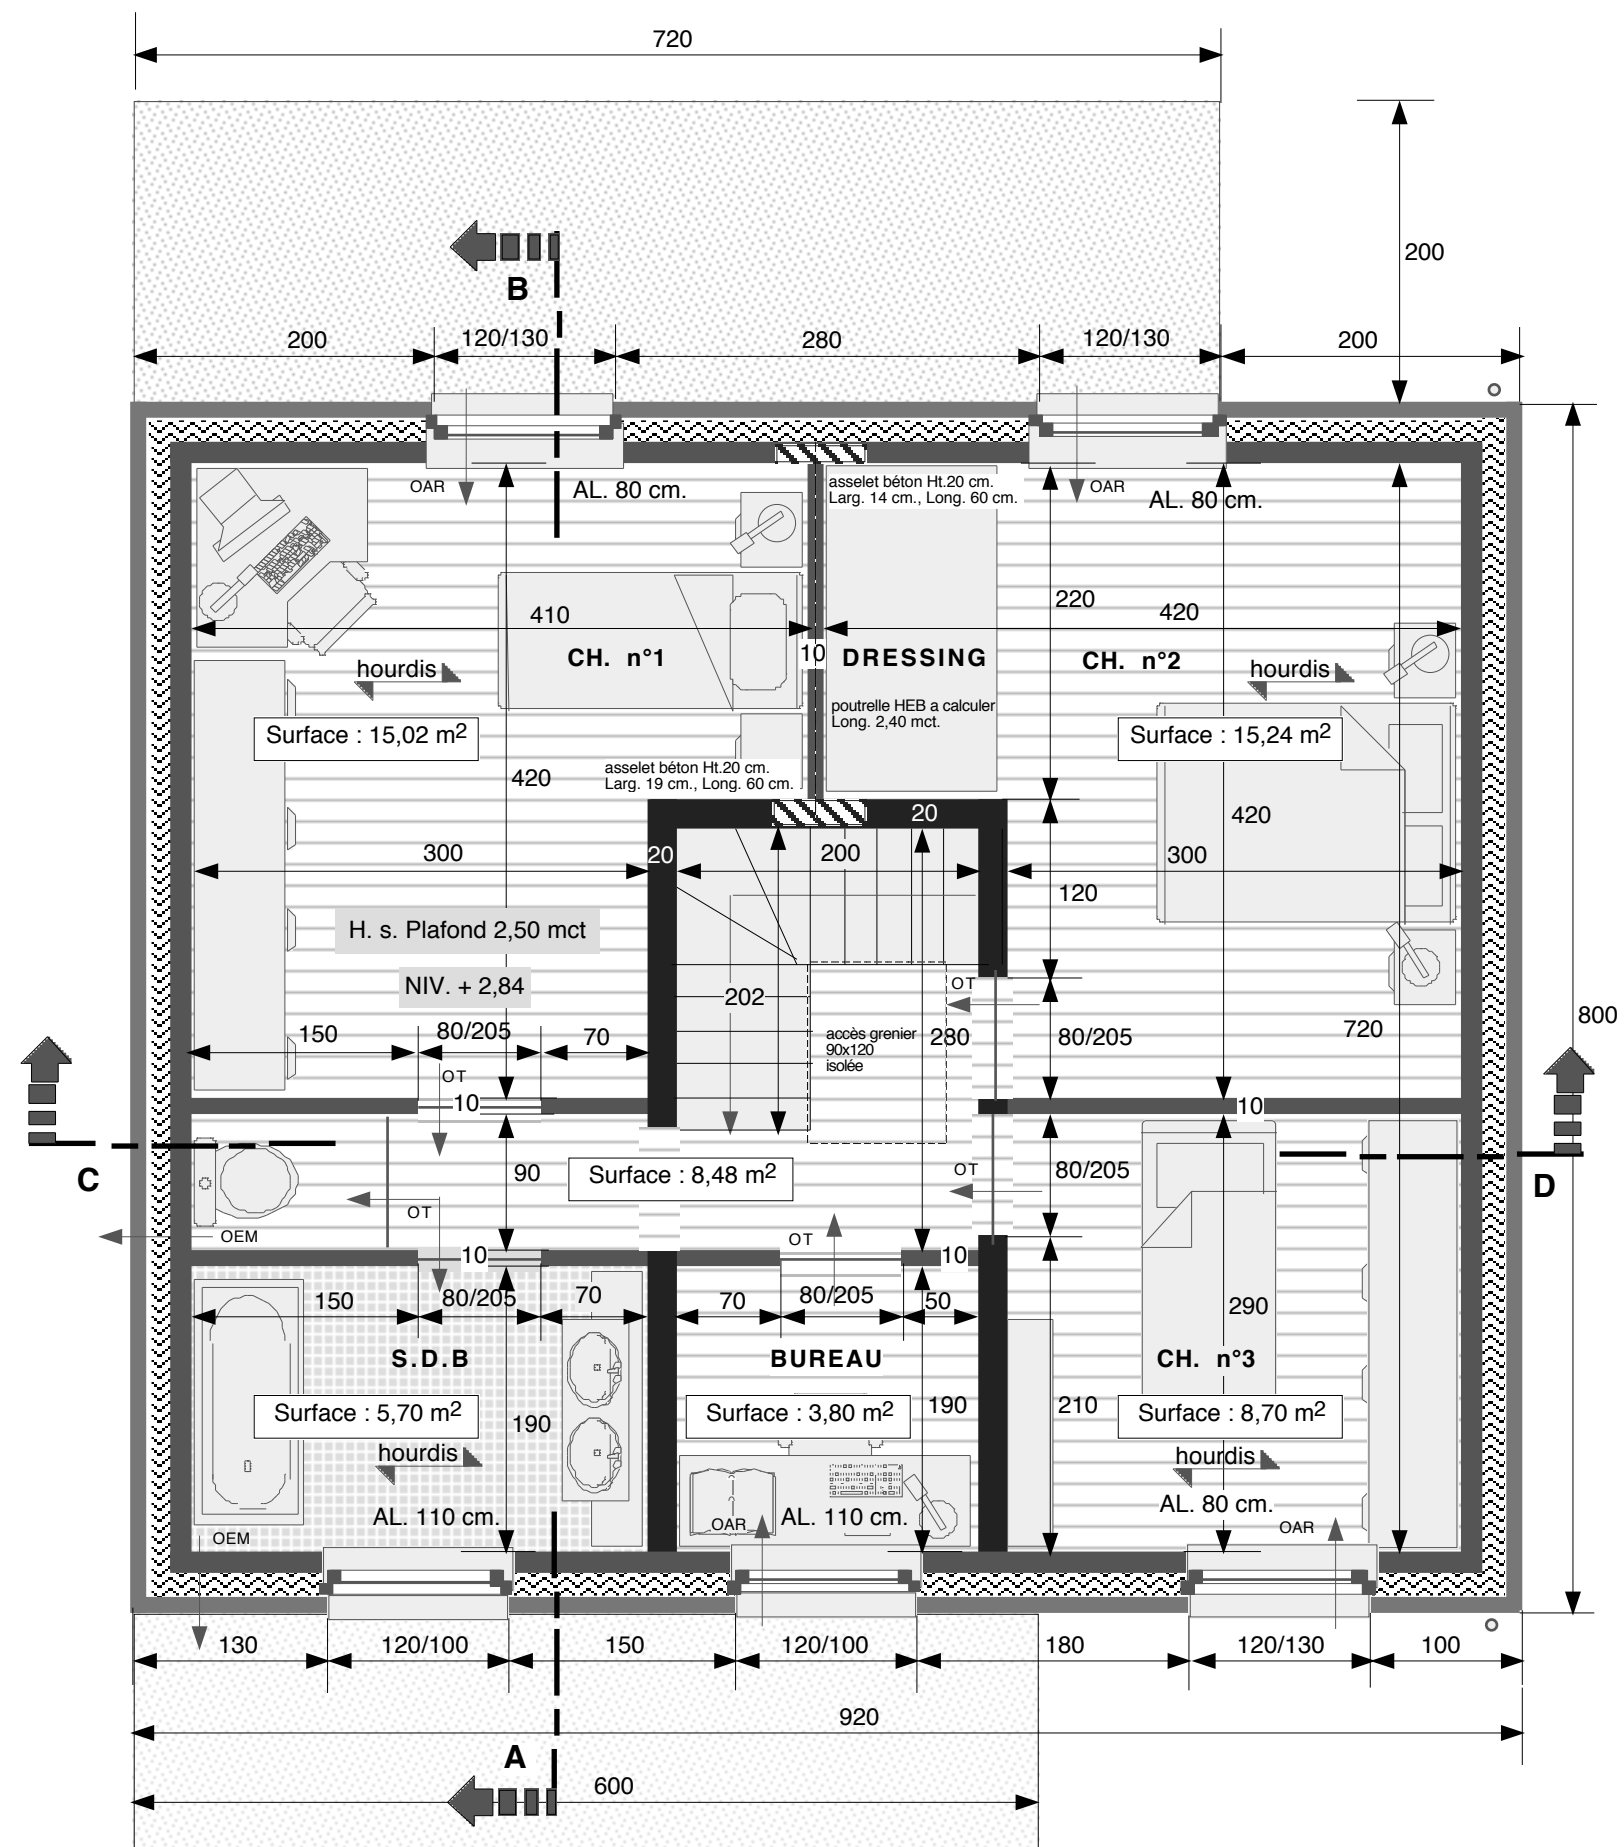 720
200
B
200
120/130
280
120/130
200
OAR
AL. 80 cm.
asselet béton Ht.20 cm.
Larg. 14 cm., Long. 60 cm.
OAR
AL. 80 cm.
410
220
420
10
CH. n°1
DRESSING
CH. n°2
hourdis
hourdis
poutrelle HEB a calculer
Long. 2,40 mct.
Surface : 15,02 m2
Surface : 15,24 m2
asselet béton Ht.20 cm.
Larg. 19 cm., Long. 60 cm.
420
20
420
300
20
200
300
120
H. s. Plafond 2,50 mct
NIV. + 2,84
202
OT
150
80/205
70
accès grenier
90x120
isolée
280
80/205
720
800
OT
10
10
C
90
Surface : 8,48 m2
OT
80/205
D
OT
OEM
OT
10
10
150
80/205
70
70
80/205
50
290
S.D.B
BUREAU
CH. n°3
Surface : 5,70 m2
190
Surface : 3,80 m2
190
210
Surface : 8,70 m2
hourdis
hourdis
AL. 110 cm.
OEM
OAR
AL. 110 cm.
AL. 80 cm.
OAR
130
120/100
150
120/100
180
120/130
100
920
A
600